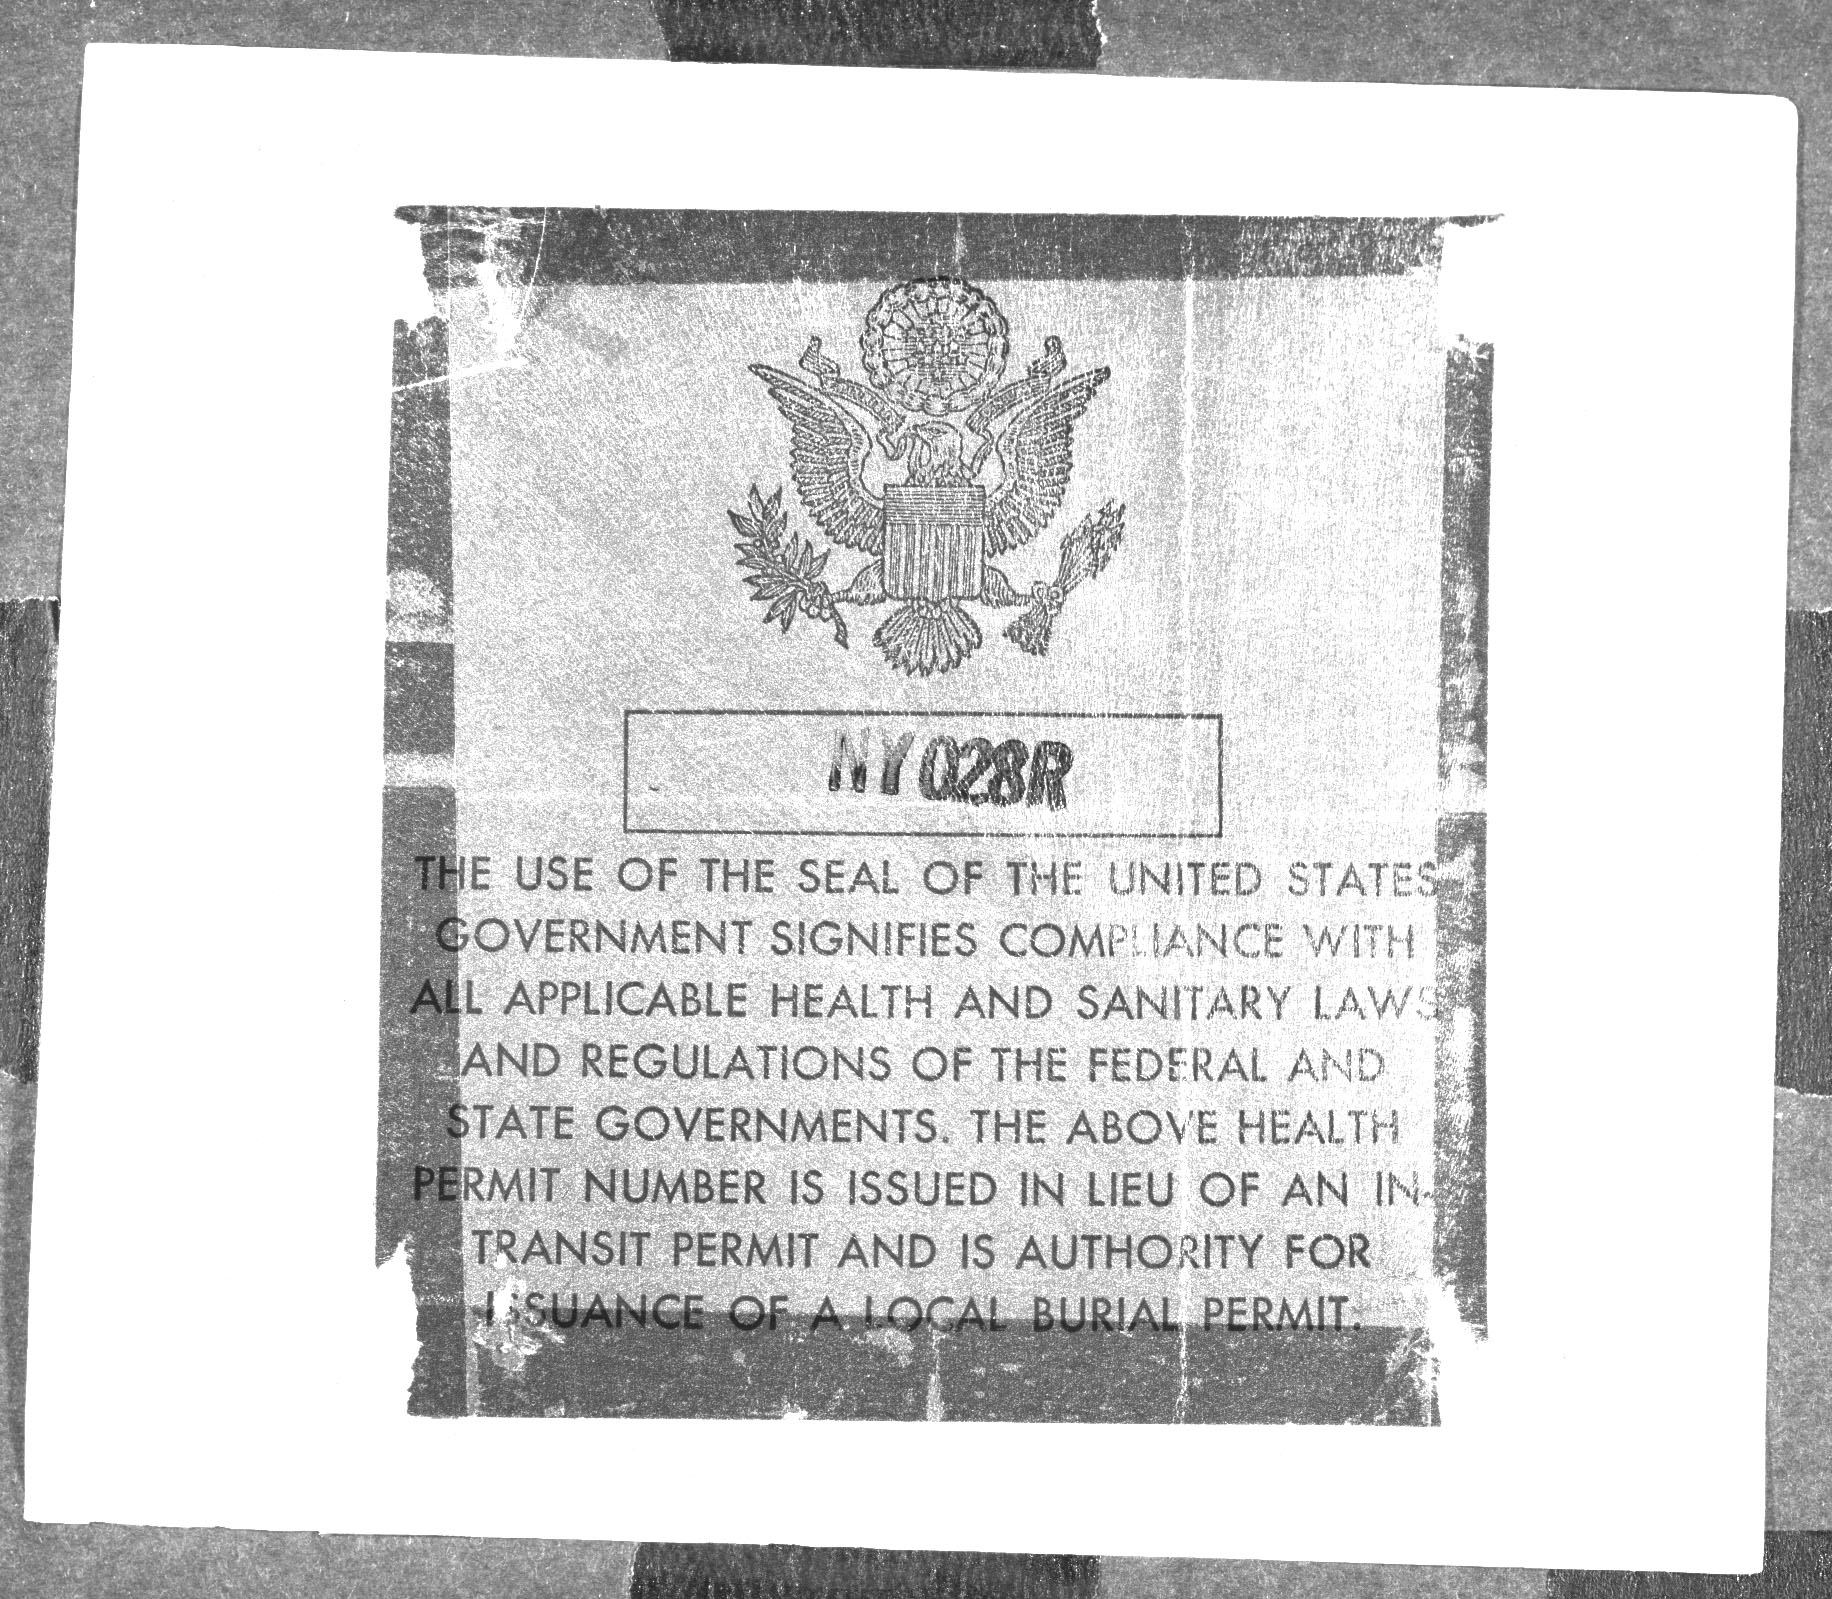 NY028R
THE USE OF THE SEAL OF THE UNITED STATES
GOVERNMENT SIGNIFIES COMPLIANCE WITH
ALL APPLICABLE HEALTH AND SANITARY LAWS
AND REGULATIONS OF THE FEDERAL AND
STATE GOVERNMENTS. THE ABOVE HEALTH
PERMIT NUMBER IS ISSUED IN LIEU OF AN IN-
TRANSIT PERMIT AND IS AUTHORITY FOR
ISSUANCE OF A LOCAL BURIAL PERMIT.